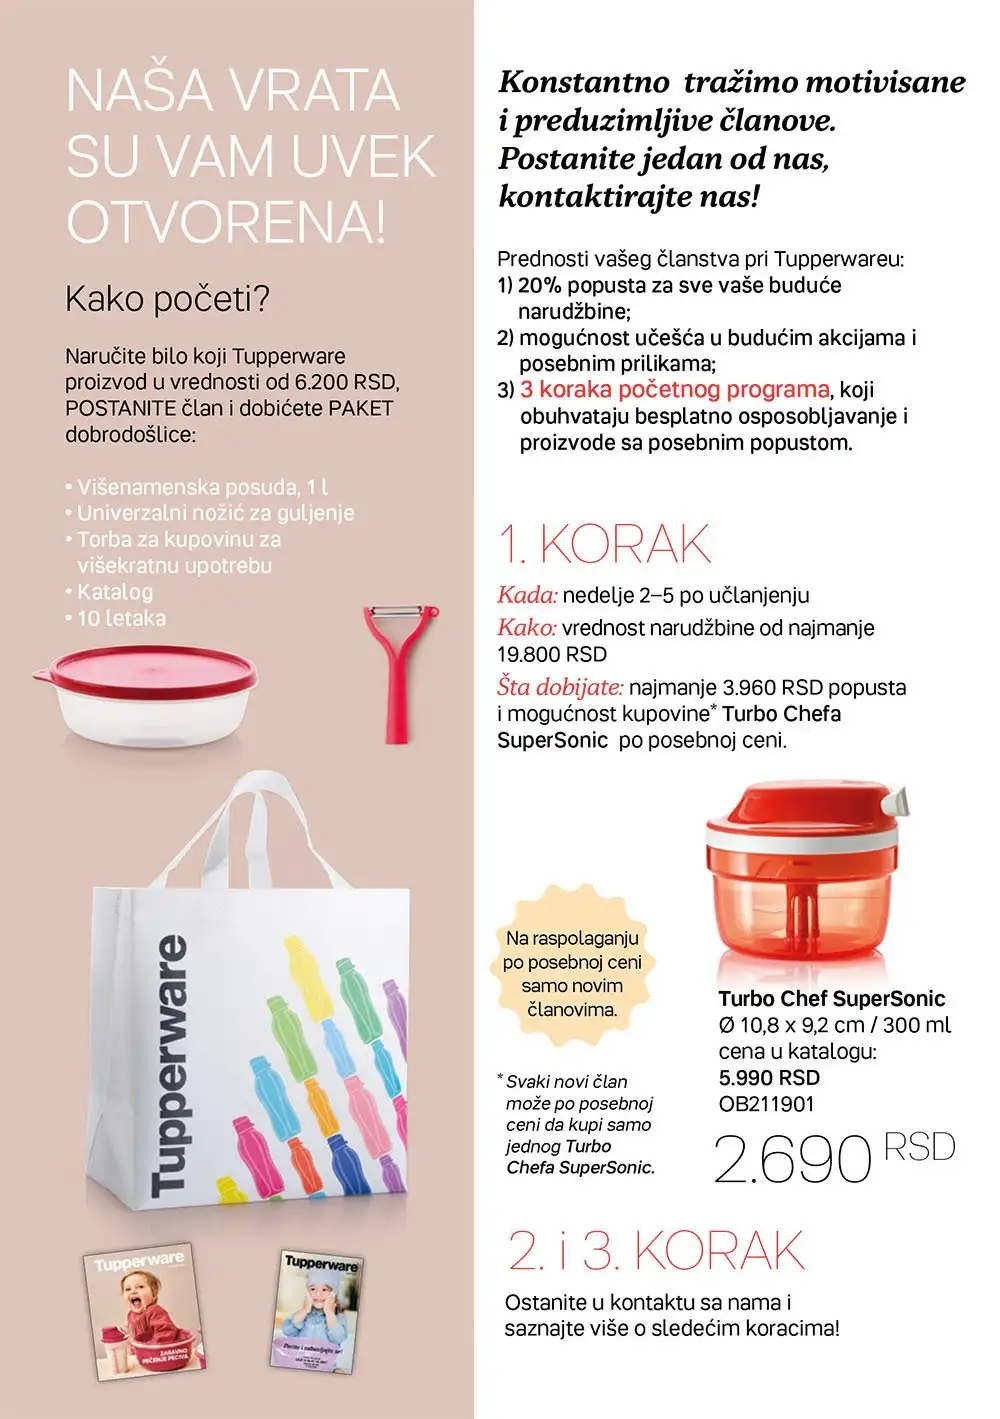 NAŠA VRATA
SU VAM UVEK
OTVORENA!
Kako početi?
Naručite bilo koji Tupperware
proizvod u vrednosti od 6.200 RSD,
POSTANITE član i dobićete PAKET
dobrodošlice:
• Višenamenska posuda, 1 l
• Univerzalni nožić za guljenje
• Torba za kupovinu za
višekratnu upotrebu
• Katalog
• 10 letaka
Tupperware
Tupperware
ZABAVNO
PEČENJE PECIVA
Tupperware
Konstantno tražimo motivisane
i preduzimljive članove.
Postanite jedan od nas,
kontaktirajte nas!
Prednosti vašeg članstva pri Tupperwareu:
1) 20% popusta za sve vaše buduće
narudžbine;
2) mogućnost učešća u budućim akcijama i
posebnim prilikama;
3) 3 koraka početnog programa, koji
obuhvataju besplatno osposobljavanje i
proizvode sa posebnim popustom.
1. KORAK
Kada: nedelje 2–5 po učlanjenju
Kako: vrednost narudžbine od najmanje
19.800 RSD
Šta dobijate: najmanje 3.960 RSD popusta
i mogućnost kupovine* Turbo Chefa
SuperSonic po posebnoj ceni.
Na raspolaganju
po posebnoj ceni
samo novim
članovima.
* Svaki novi član
može po posebnoj
ceni da kupi samo
jednog Turbo
Chefa SuperSonic.
Turbo Chef SuperSonic
Ø 10,8 x 9,2 cm / 300 ml
cena u katalogu:
5.990 RSD
OB211901
2.690 RSD
2. i 3. KORAK
Ostanite u kontaktu sa nama i
saznajte više o sledećim koracima!